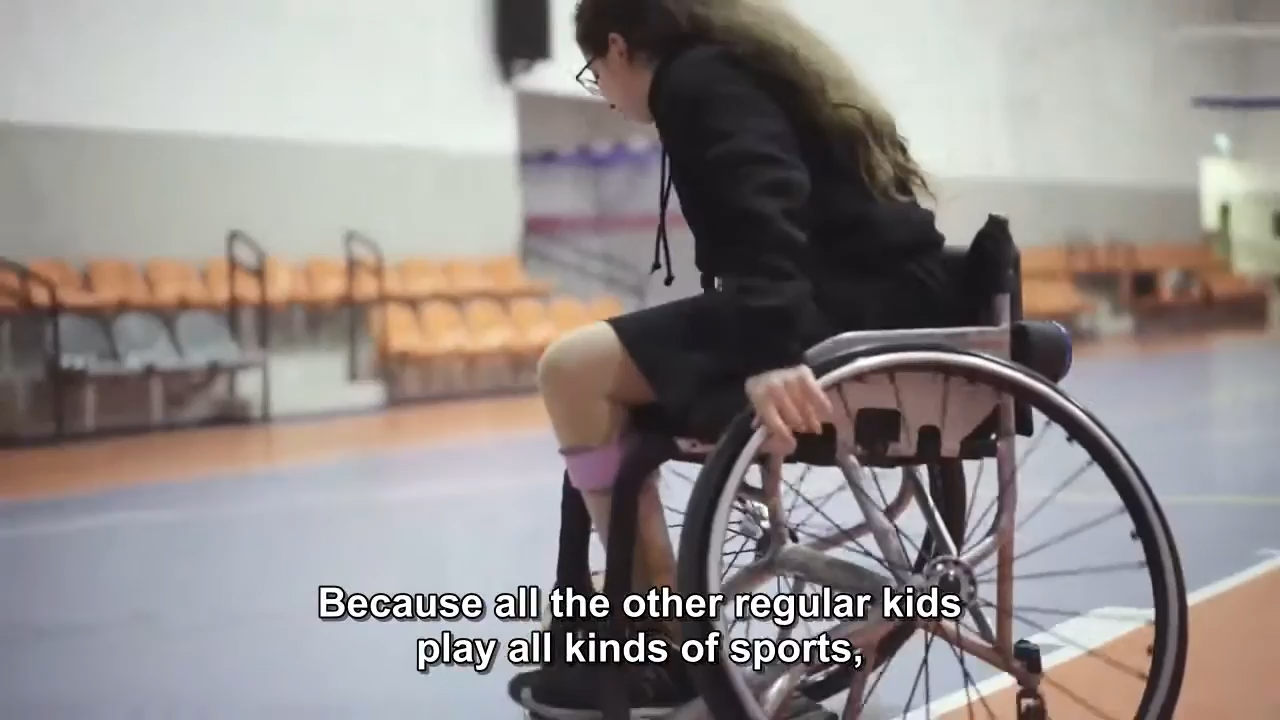 Because all the other regular kids
play all kinds of sports,